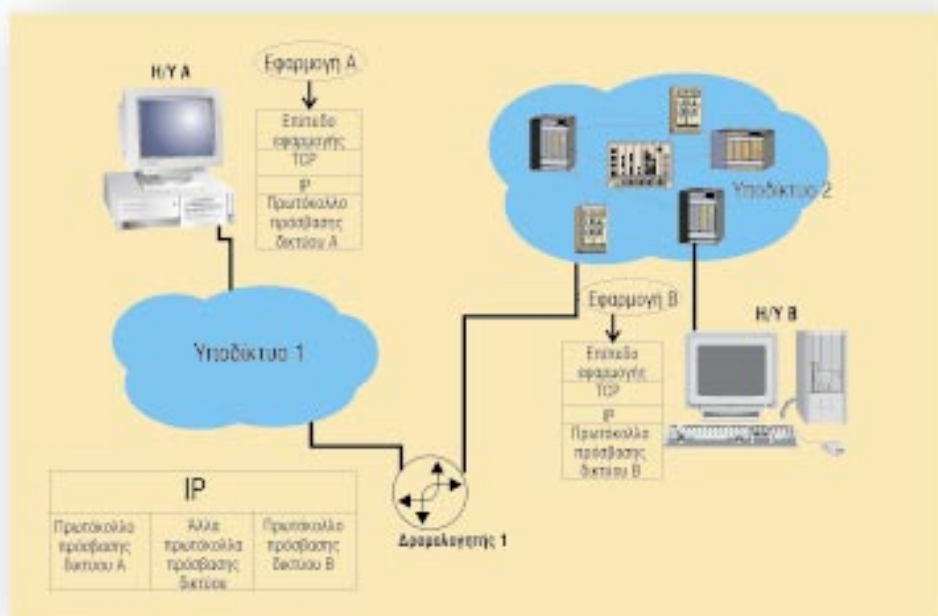 Η/Υ Α
Εφαρμογή Α
Επίπεδο
εφαρμογής
TCP
IP
Πρωτόκολλο
πρόσβασης
δικτύου Α
Υποδίκτυο 2
Υποδίκτυο 1
Εφαρμογή Β
Η/Υ Β
Επίπεδο
εφαρμογής
TCP
IP
Πρωτόκολλο
πρόσβασης
δικτύου Β
IP
Πρωτόκολλο
πρόσβασης
δικτύου Α
Άλλα
πρωτόκολλα
πρόσβασης
δικτύου
Πρωτόκολλο
πρόσβασης
δικτύου Β
Δρομολογητής 1